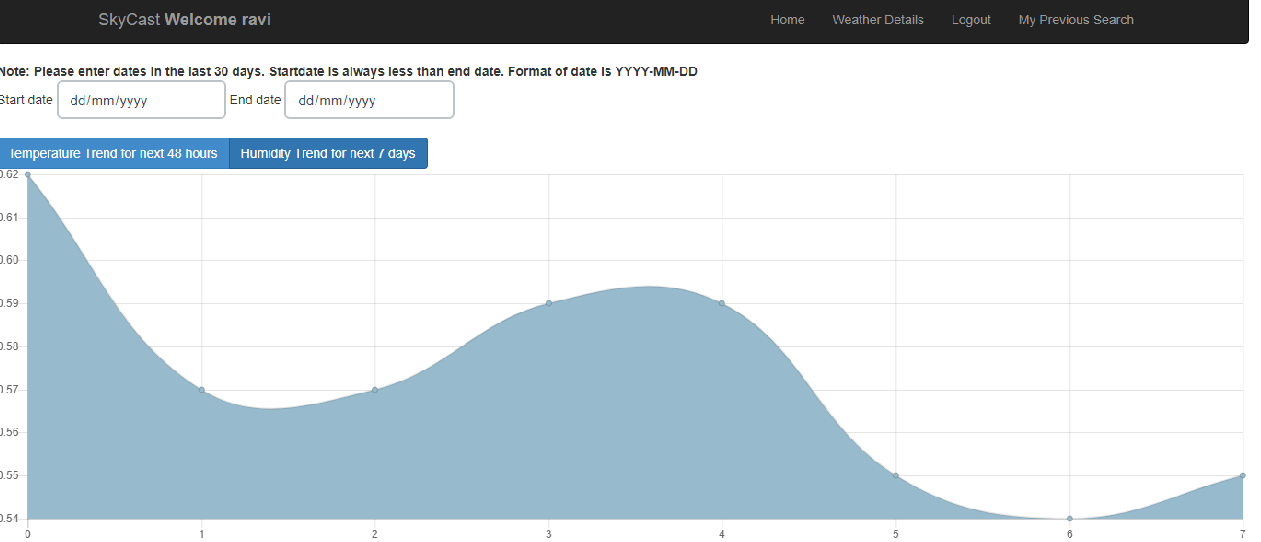 SkyCast Welcome ravi Home Weather Details Logout My Previous Search
Note: Please enter dates in the last 30 days. Startdate is always less than end date. Format of date is YYYY-MM-DD
Start date dd/mm/yyyy End date dd/mm/yyyy
Temperature Trend for next 48 hours Humidity Trend for next 7 days
0.62
0.61
0.60
0.59
0.58
0.57
0.56
0.55
0.54
0 1 2 3 4 5 6 7